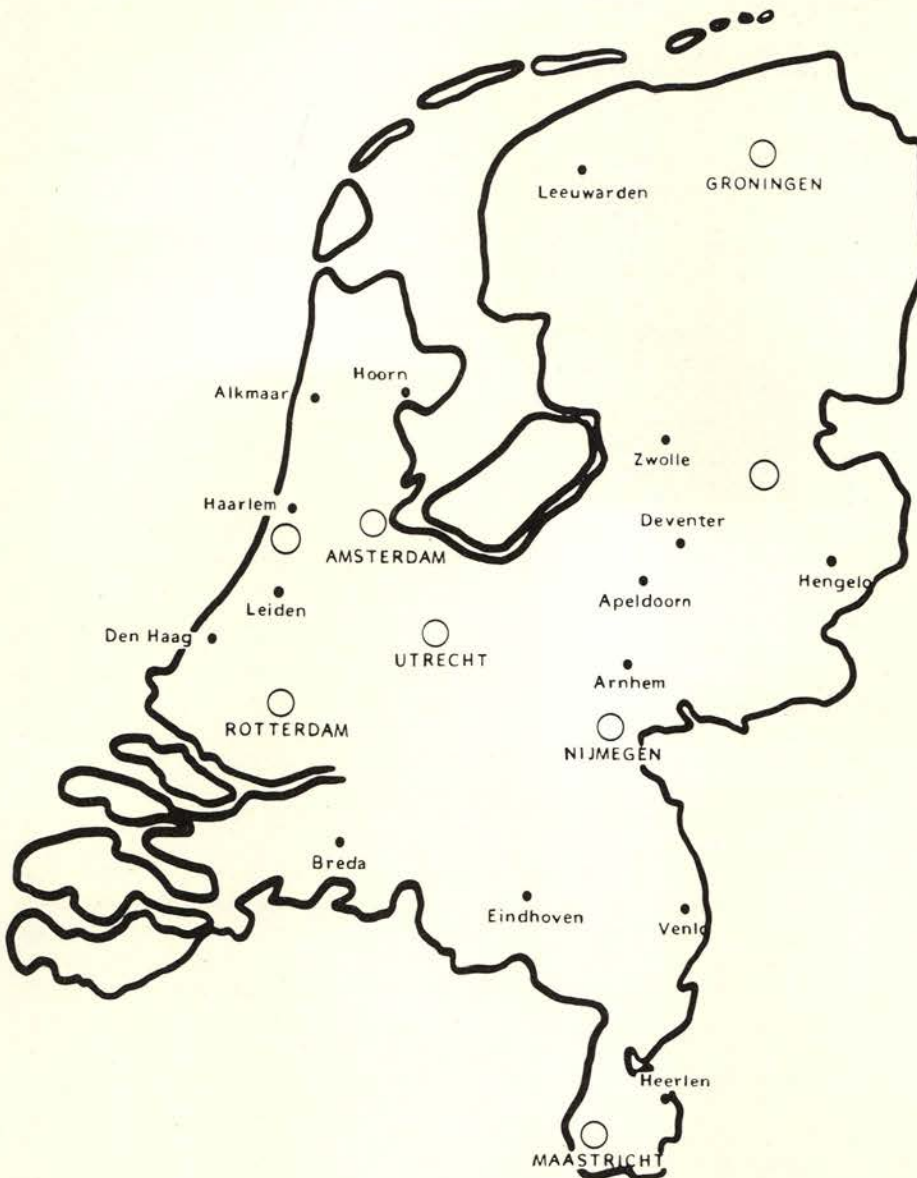 Leeuwarden
GRONINGEN
Hoorn
Alkmaar
Zwolle
Haarlem
Deventer
AMSTERDAM
Hengelo
Apeldoorn
Leiden
Den Haag
UTRECHT
Arnhem
ROTTERDAM
NIJMEGEN
Breda
Eindhoven
Venlo
Heerlen
MAASTRICHT